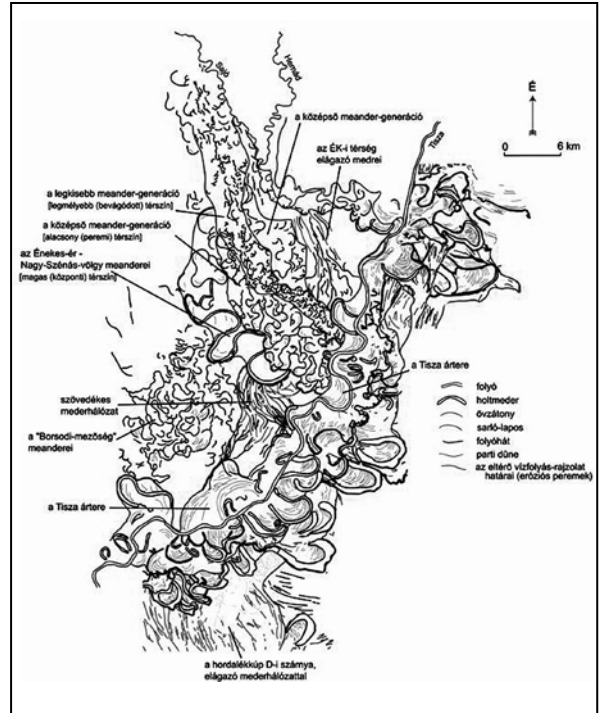 Sajó
Hernád
a középső meander-generáció
É
az ÉK-i térség
elágazó medrei
Tisza
0 6 km
a legkisebb meander-generáció
[legmélyebb (bevágódott) térszín]
a középső meander-generáció
[alacsony (peremi) térszín]
az Énekes-ér -
Nagy-Szénás-völgy meanderei
[magas (központi) térszín]
a Tisza ártere
szövedékes
mederhálózat
a "Borsodi-mezőség"
meanderei
folyó
holtmeder
övzátony
sarló-lapos
folyóhát
parti dűne
az eltérő vízfolyás-rajzolat
határai (eróziós peremek)
a Tisza ártere
a hordalékkúp D-i szárnya,
elágazó mederhálózattal